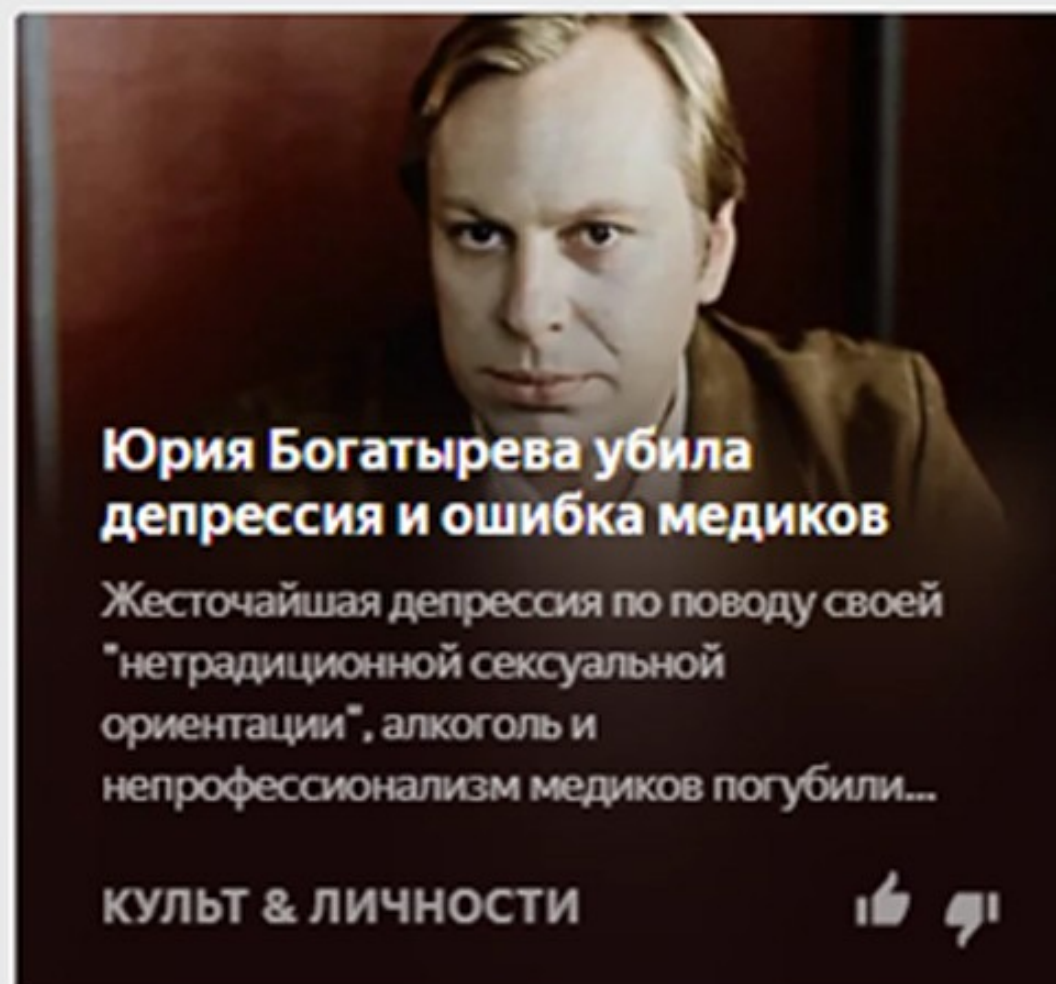 Юрия Богатырева убила
депрессия и ошибка медиков
Жесточайшая депрессия по поводу своей
"нетрадиционной сексуальной
ориентации", алкоголь и
непрофессионализм медиков погубили...
КУЛЬТ & ЛИЧНОСТИ